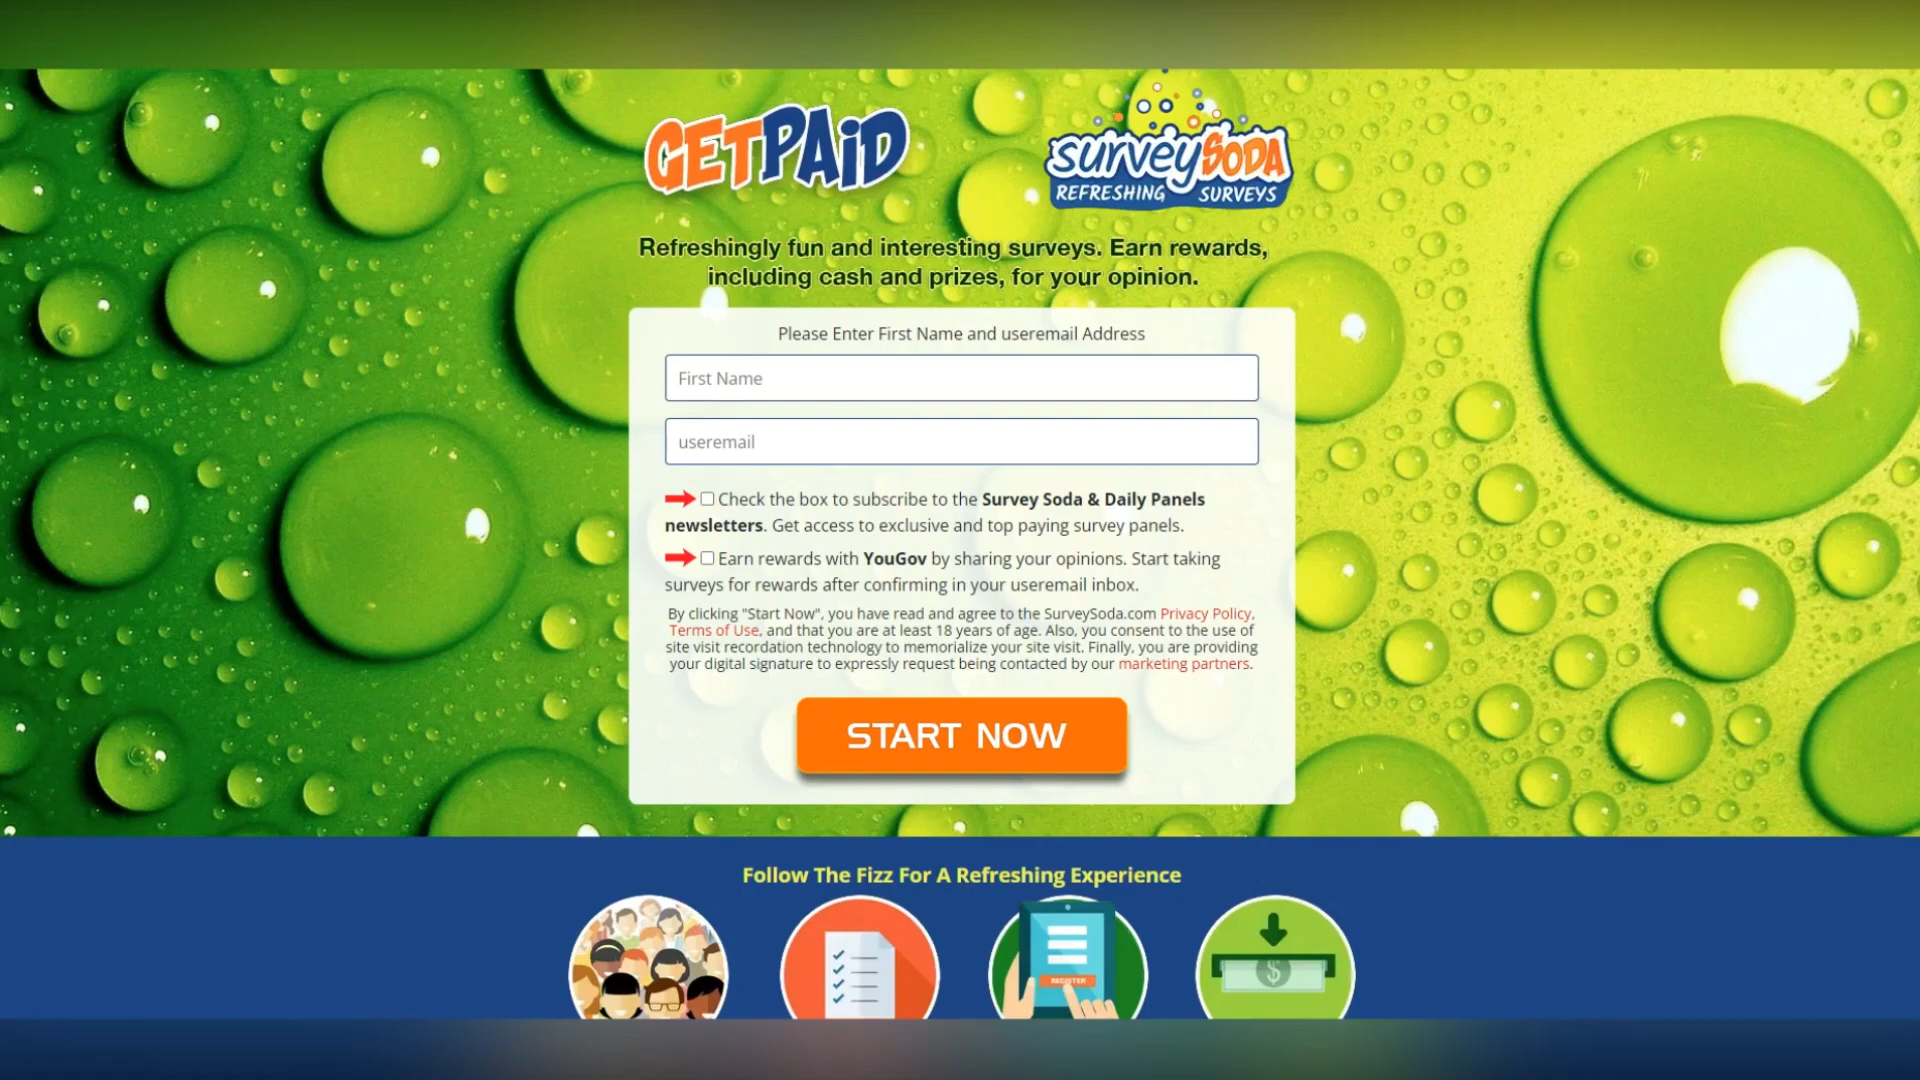 GETPAiD
surveySODA
REFRESHING SURVEYS
Refreshingly fun and interesting surveys. Earn rewards,
including cash and prizes, for your opinion.
Please Enter First Name and useremail Address
First Name
useremail
Check the box to subscribe to the Survey Soda & Daily Panels
newsletters. Get access to exclusive and top paying survey panels.
Earn rewards with YouGov by sharing your opinions. Start taking
surveys for rewards after confirming in your useremail inbox.
By clicking "Start Now", you have read and agree to the SurveySoda.com Privacy Policy,
Terms of Use, and that you are at least 18 years of age. Also, you consent to the use of
site visit recordation technology to memorialize your site visit. Finally, you are providing
your digital signature to expressly request being contacted by our marketing partners.
START NOW
Follow The Fizz For A Refreshing Experience
REGISTER
$